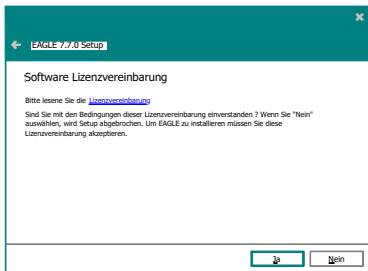 EAGLE 7.7.0 Setup
Software Lizenzvereinbarung
Bitte lesene Sie die Lizenzvereinbarung
Sind Sie mit den Bedingungen dieser Lizenzvereinbarung einverstanden ? Wenn Sie "Nein"
auswählen, wird Setup abgebrochen. Um EAGLE zu installieren müssen Sie diese
Lizenzvereinbarung akzeptieren.
Ja
Nein